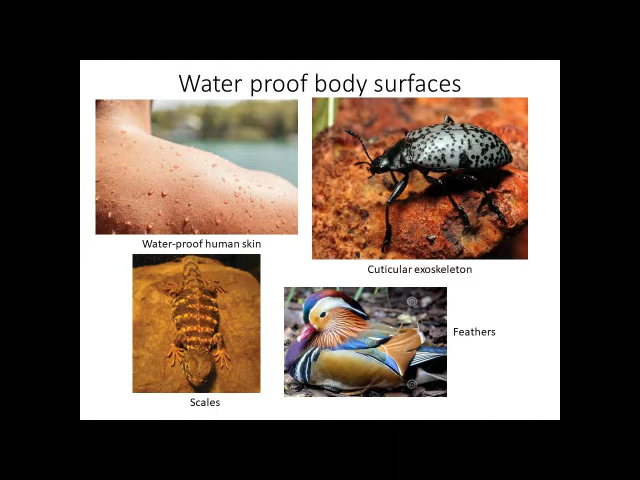 Water proof body surfaces
Water-proof human skin
Cuticular exoskeleton
Feathers
Scales